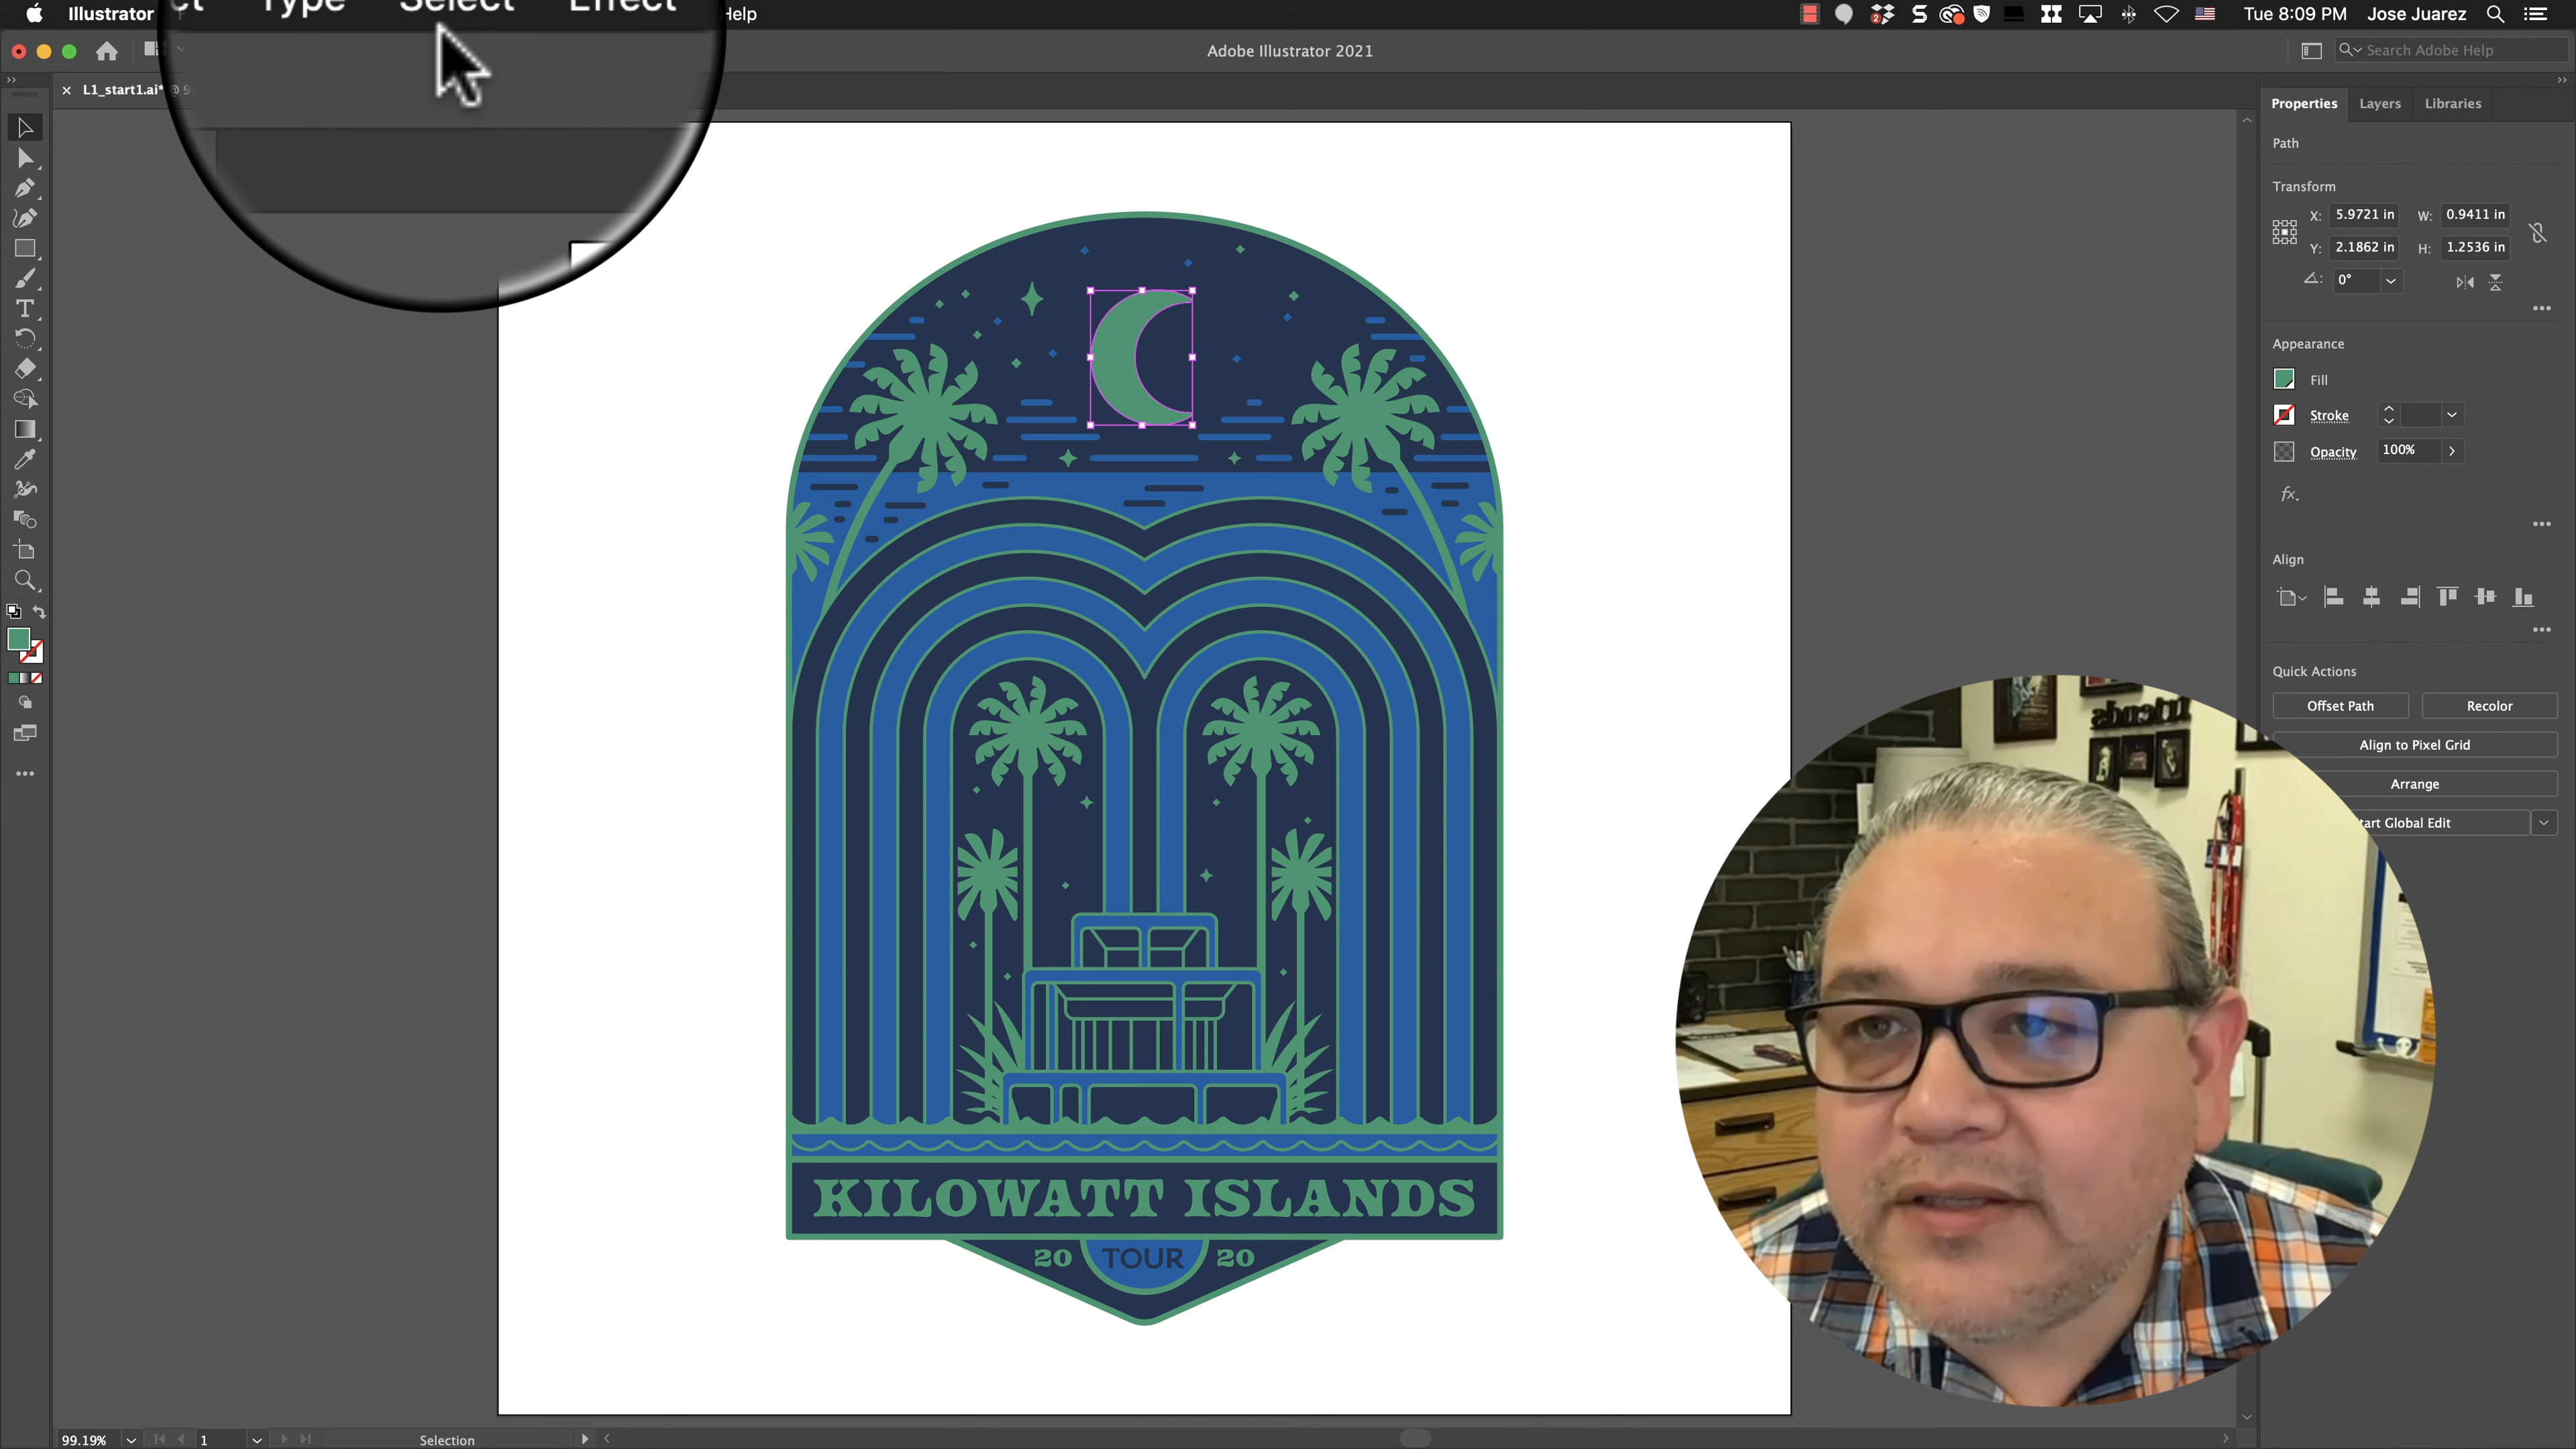 Illustrator
Type
Select
Effect
Help
Tue 8:09 PM
Jose Juarez
Adobe Illustrator 2021
Search Adobe Help
L1_start1.ai* @ 9
Properties
Layers
Libraries
Path
Transform
X: 5.9721 in W: 0.9411 in
Y: 2.1862 in H: 1.2536 in
0°
Appearance
Fill
Stroke
Opacity 100%
fx.
Align
Quick Actions
Offset Path
Recolor
Align to Pixel Grid
Arrange
tart Global Edit
friends
KILOWATT ISLANDS
20 TOUR 20
99.19%
1
Selection